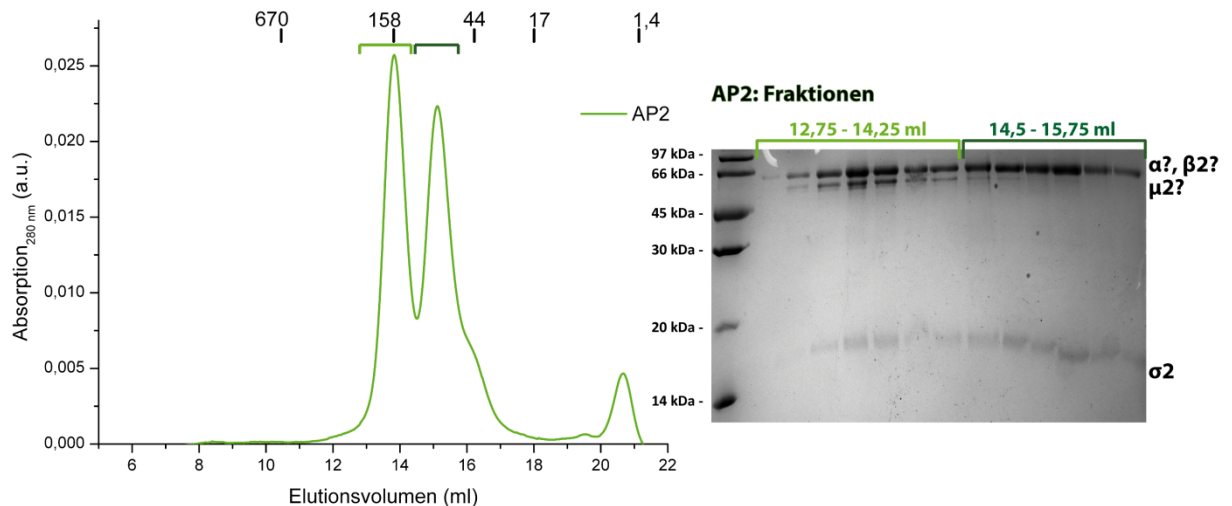 670 158 44 17 1,4
0,025
0,020
0,015
0,010
0,005
0,000
Absorption280 nm (a.u.)
AP2
6 8 10 12 14 16 18 20 22
Elutionsvolumen (ml)
AP2: Fraktionen
12,75 - 14,25 ml 14,5 - 15,75 ml
97 kDa -
66 kDa -
45 kDa -
30 kDa -
20 kDa -
14 kDa -
α?, β2?
μ2?
σ2